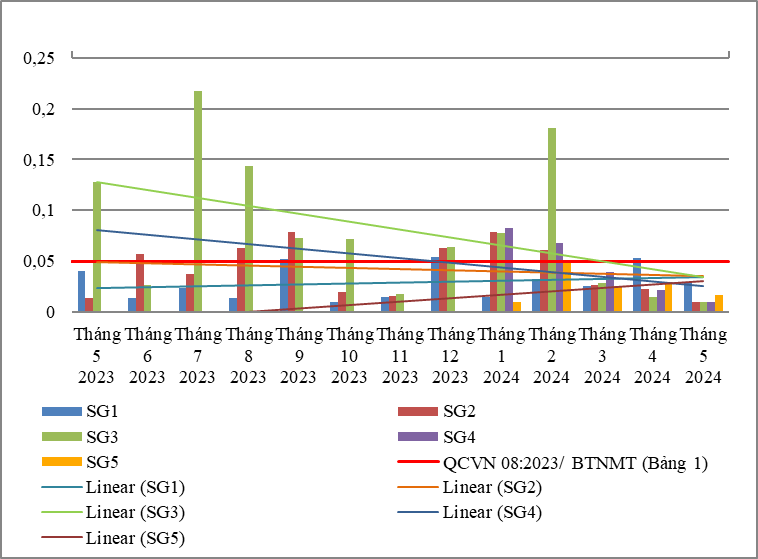 0,25
0,2
0,15
0,1
0,05
0
Tháng Tháng Tháng Tháng Tháng Tháng Tháng Tháng Tháng Tháng Tháng Tháng Tháng
5 6 7 8 9 10 11 12 1 2 3 4 5
2023 2023 2023 2023 2023 2023 2023 2023 2024 2024 2024 2024 2024
SG1 SG2
SG3 SG4
SG5 QCVN 08:2023/ BTNMT (Bảng 1)
Linear (SG1) Linear (SG2)
Linear (SG3) Linear (SG4)
Linear (SG5)